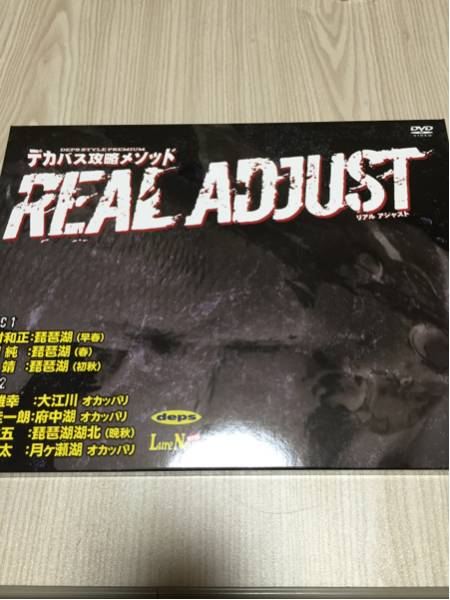 DVD
VIDEO
DEPS STYLE PREMIUM
デカバス攻略メソッド
REAL ADJUST
リアル アジャスト
1
和正:琵琶湖(早春)
純:琵琶湖(春)
靖:琵琶湖(初秋)
2
幸:大江川 オカッパリ
一朗:府中湖 オカッパリ
五:琵琶湖湖北(晩秋)
太:月ヶ瀬湖 オカッパリ
deps
Lure